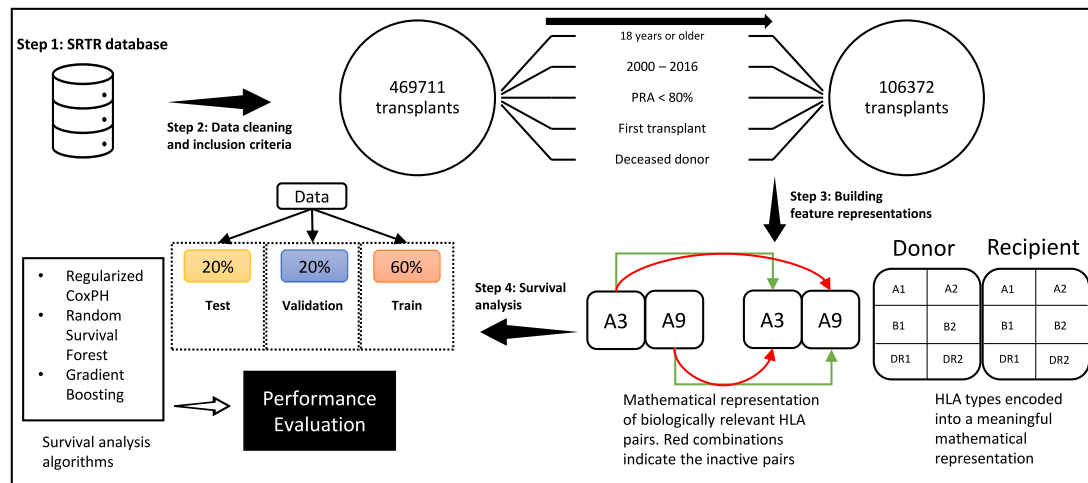 Step 1: SRTR database
Step 2: Data cleaning
and inclusion criteria
469711
transplants
18 years or older
2000 – 2016
PRA < 80%
First transplant
Deceased donor
106372
transplants
Step 3: Building
feature representations
Donor
Recipient
A1
A2
B1
B2
DR1
DR2
A1
A2
B1
B2
DR1
DR2
HLA types encoded
into a meaningful
mathematical
representation
A3
A9
A3
A9
Mathematical representation
of biologically relevant HLA
pairs. Red combinations
indicate the inactive pairs
Step 4: Survival
analysis
Data
20%
Test
20%
Validation
60%
Train
• Regularized
CoxPH
• Random
Survival
Forest
• Gradient
Boosting
Survival analysis
algorithms
Performance
Evaluation